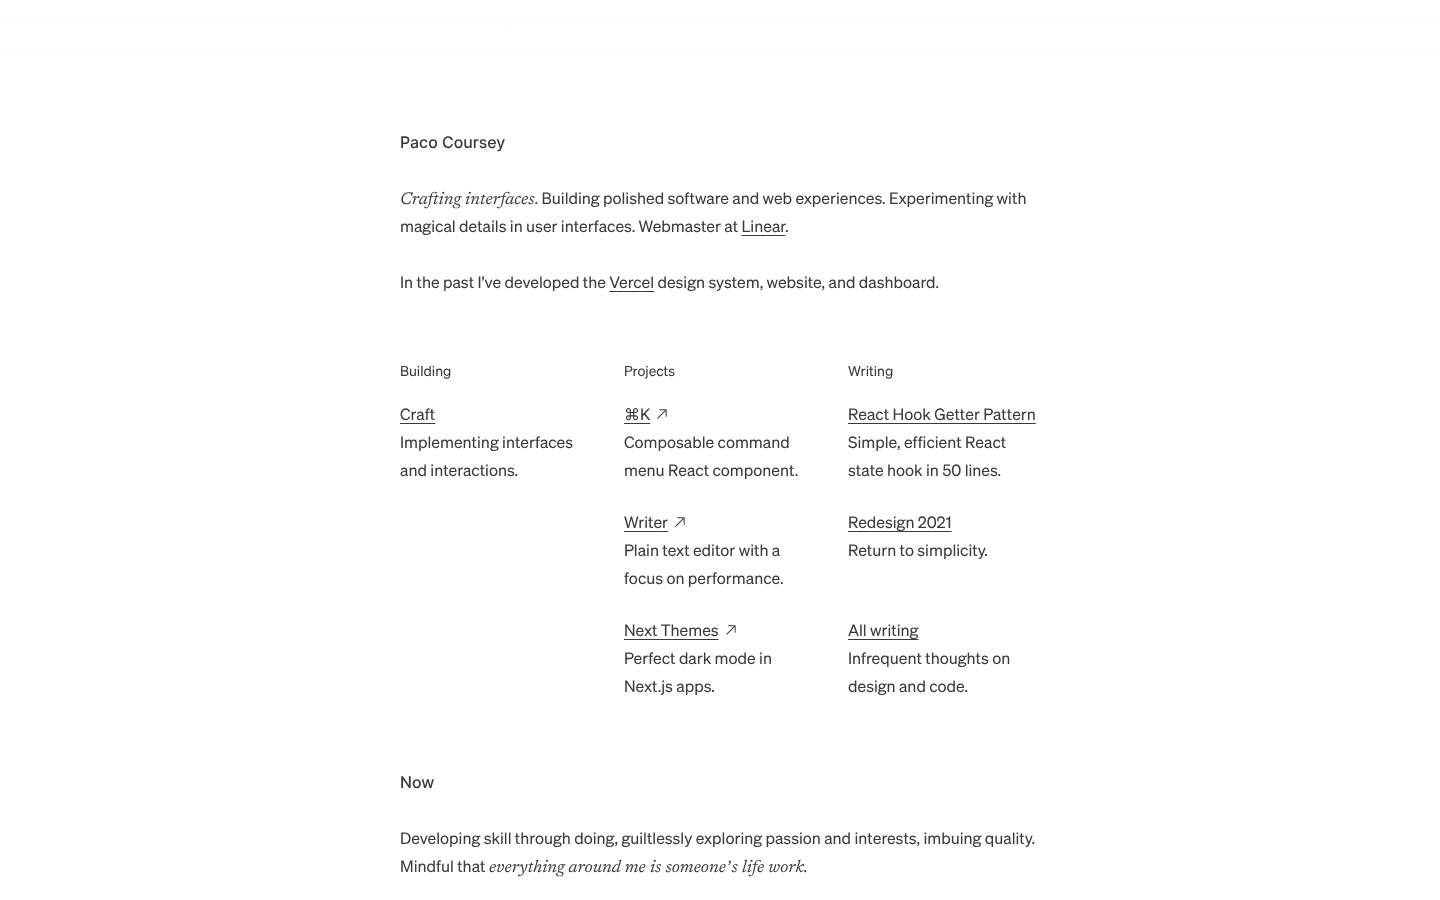 Paco Coursey
Crafting interfaces. Building polished software and web experiences. Experimenting with
magical details in user interfaces. Webmaster at Linear.
In the past I’ve developed the Vercel design system, website, and dashboard.
Building
Craft
Implementing interfaces
and interactions.
Projects
⌘K ↗
Composable command
menu React component.
Writer ↗
Plain text editor with a
focus on performance.
Next Themes ↗
Perfect dark mode in
Next.js apps.
Writing
React Hook Getter Pattern
Simple, efficient React
state hook in 50 lines.
Redesign 2021
Return to simplicity.
All writing
Infrequent thoughts on
design and code.
Now
Developing skill through doing, guiltlessly exploring passion and interests, imbuing quality.
Mindful that everything around me is someone’s life work.